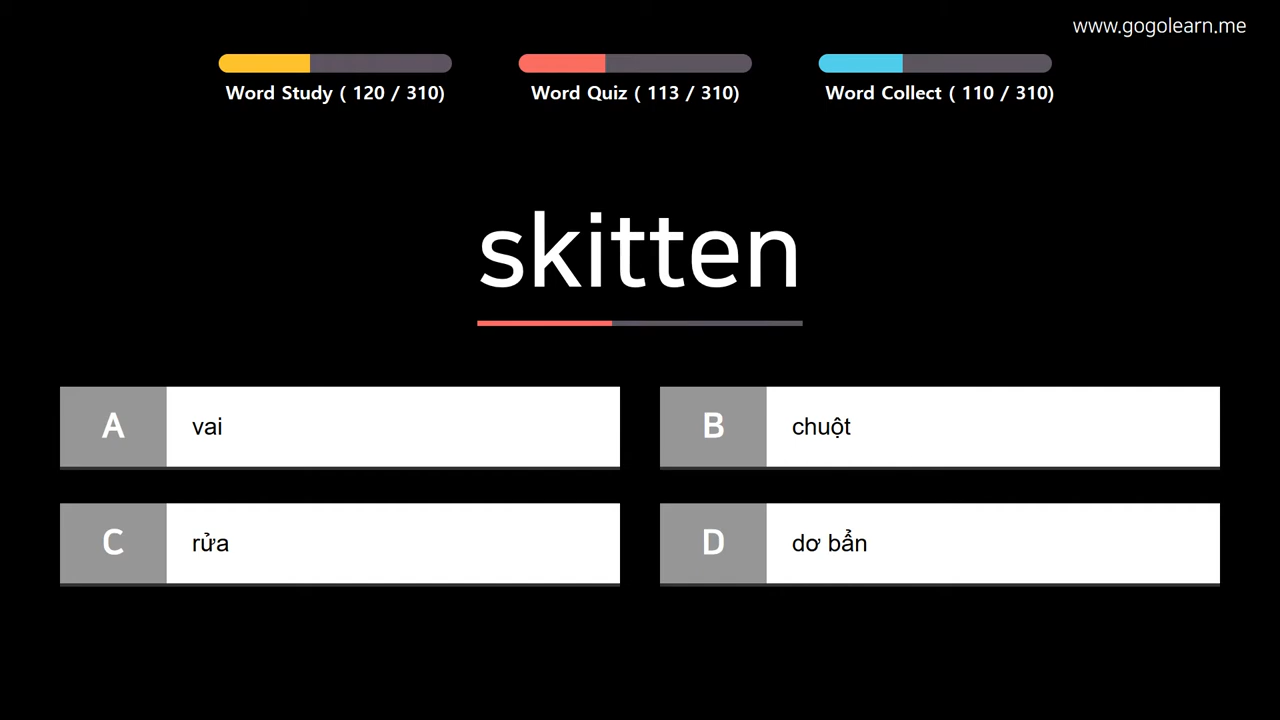 www.gogolearn.me
Word Study ( 120 / 310)
Word Quiz ( 113 / 310)
Word Collect ( 110 / 310)
skitten
A vai
B chuột
C rửa
D dơ bẩn